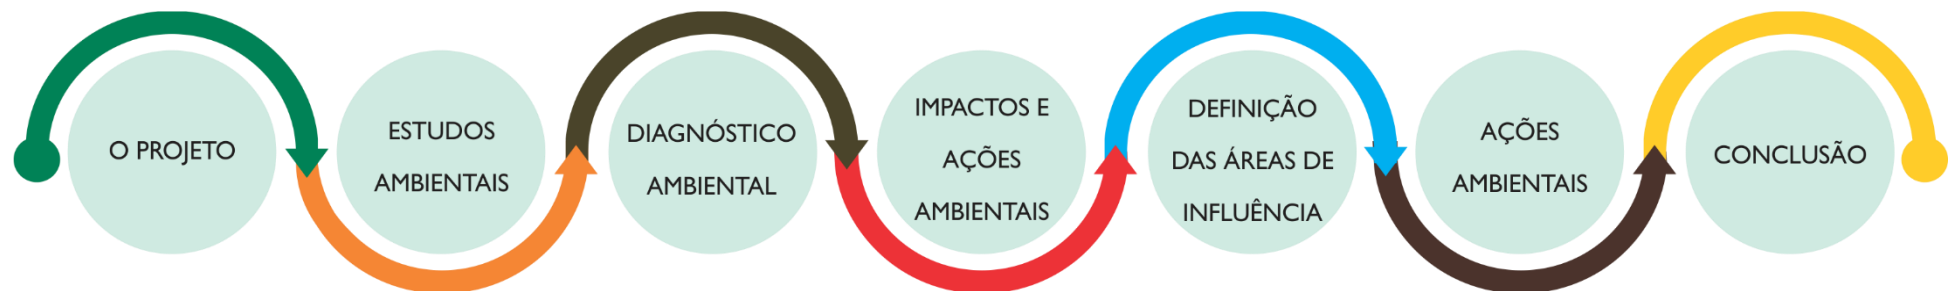 O PROJETO
ESTUDOS
AMBIENTAIS
DIAGNÓSTICO
AMBIENTAL
IMPACTOS E
AÇÕES
AMBIENTAIS
DEFINIÇÃO
DAS ÁREAS DE
INFLUÊNCIA
AÇÕES
AMBIENTAIS
CONCLUSÃO